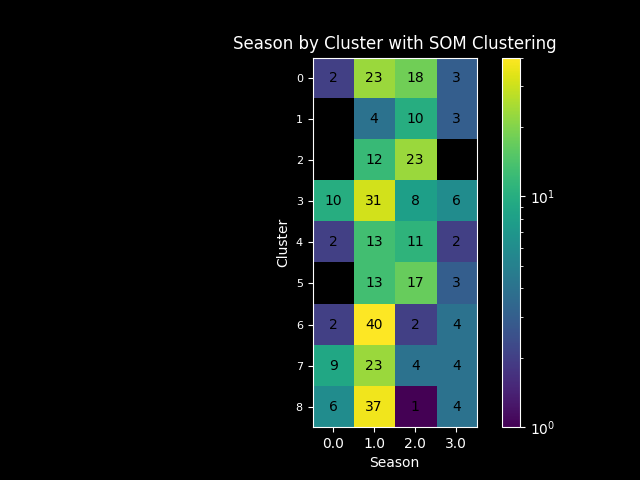 Season by Cluster with SOM Clustering
0 2 23 18 3
1 4 10 3
2 12 23
3 10 31 8 6
4 2 13 11 2
5 13 17 3
6 2 40 2 4
7 9 23 4 4
8 6 37 1 4
0.0 1.0 2.0 3.0
Season
Cluster
10¹
10⁰